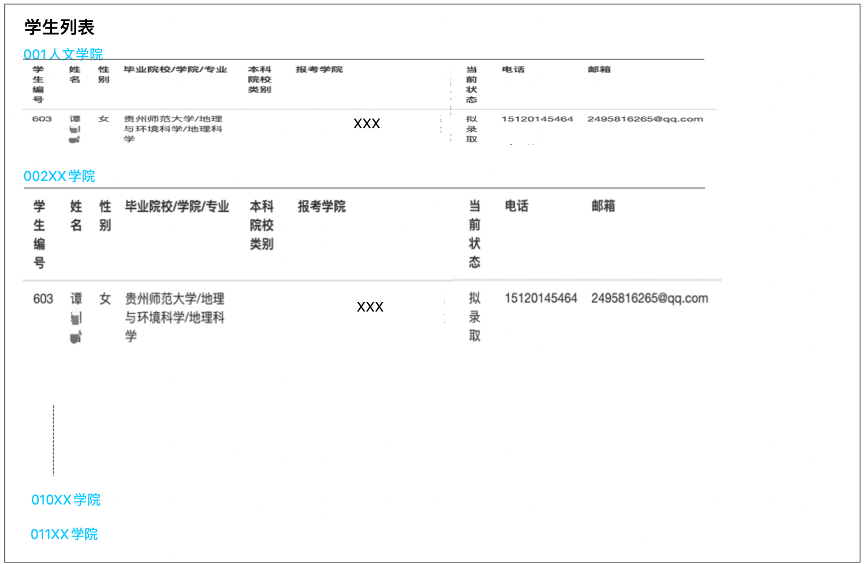 学生列表
001人文学院
学生编号 姓名 性别 毕业院校/学院/专业 本科院校类别 报考学院 当前状态 电话 邮箱
603 谭 女 贵州师范大学/地理与环境科学/地理科学 XXX 拟录取 15120145464 2495816265@qq.com
002XX学院
学生编号 姓名 性别 毕业院校/学院/专业 本科院校类别 报考学院 当前状态 电话 邮箱
603 谭 女 贵州师范大学/地理与环境科学/地理科学 XXX 拟录取 15120145464 2495816265@qq.com
010XX学院
011XX学院